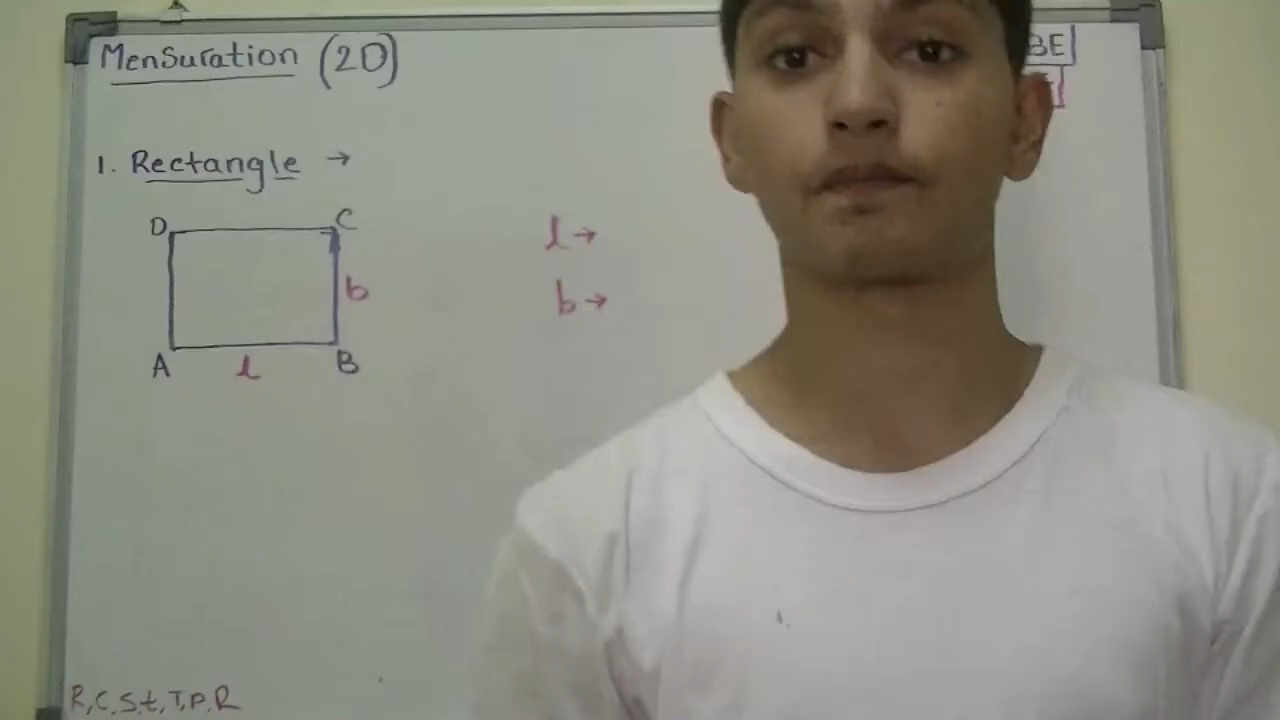 Mensuration (2D)
BE
1. Rectangle →
D C
l →
b
b →
A l B
R, C, S, t, T, P, R